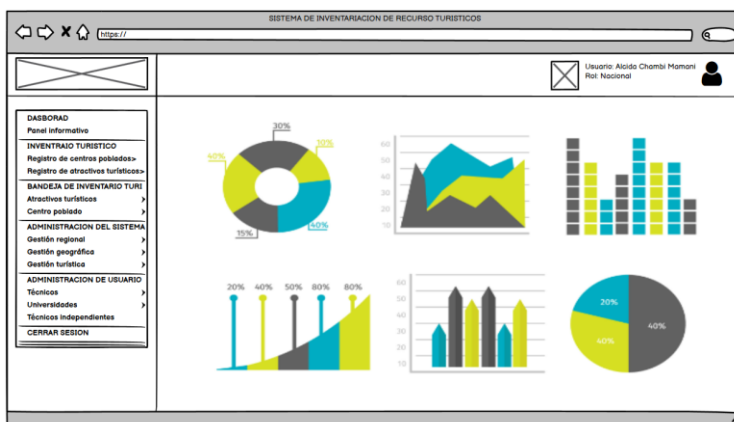 SISTEMA DE INVENTARIACION DE RECURSO TURISTICOS
https://
Usuario: Alcida Chambi Mamani
Rol: Nacional
DASBORAD
Panel informativo
INVENTRAIO TURISTICO
Registro de centros poblados>
Registro de atractivos turísticos>
BANDEJA DE INVENTARIO TURI
Atractivos turísticos >
Centro poblado >
ADMINISTRACION DEL SISTEMA
Gestión regional >
Gestión geográfica >
Gestión turística >
ADMINISTRACION DE USUARIO
Técnicos >
Universidades >
Técnicos independientes
CERRAR SESION
30%
30%
40%
15%
40%
60
50
40
30
20
10
20% 40% 50% 80% 80%
60
50
40
30
20
10
20%
40%
40%